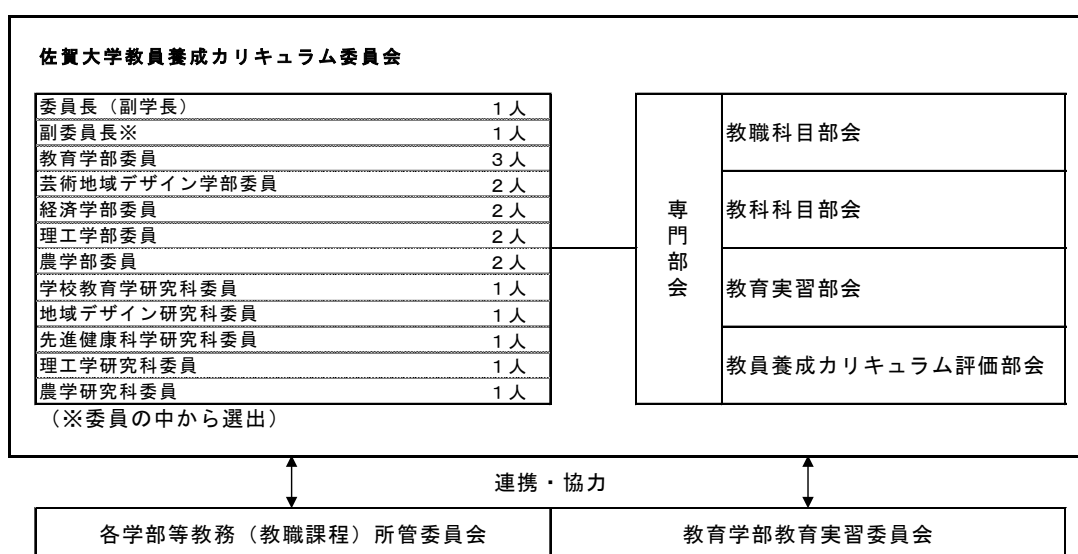 佐賀大学教員養成カリキュラム委員会
委員長（副学長） 1人
副委員長※ 1人
教育学部委員 3人
芸術地域デザイン学部委員 2人
経済学部委員 2人
理工学部委員 2人
農学部委員 2人
学校教育学研究科委員 1人
地域デザイン研究科委員 1人
先進健康科学研究科委員 1人
理工学研究科委員 1人
農学研究科委員 1人
（※委員の中から選出）
専門部会
教職科目部会
教科科目部会
教育実習部会
教員養成カリキュラム評価部会
連携・協力
各学部等教務（教職課程）所管委員会
教育学部教育実習委員会